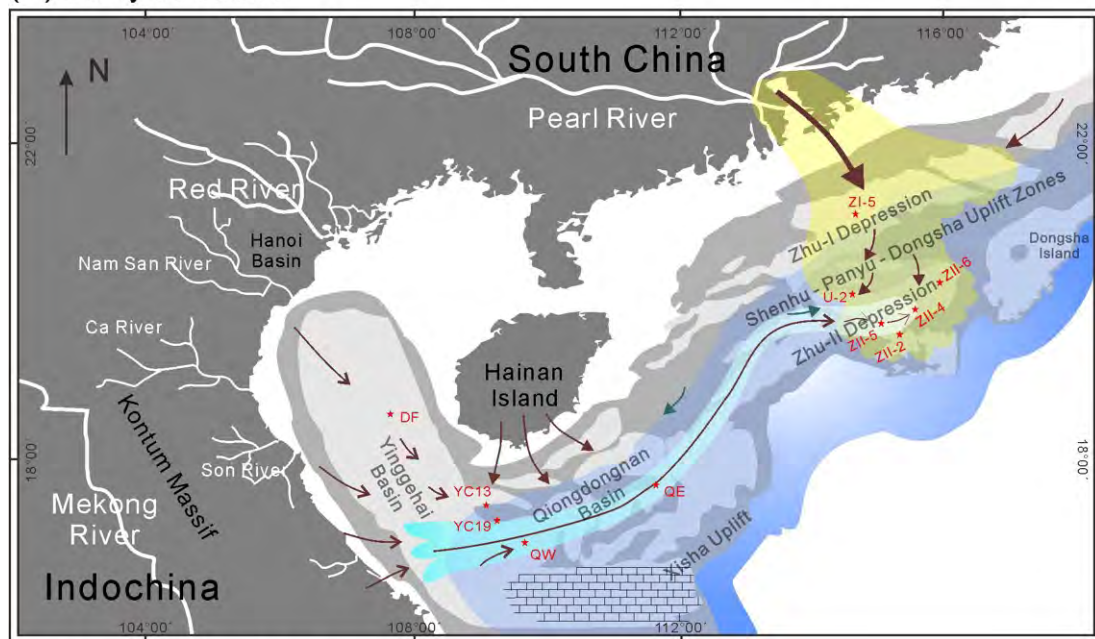 104°00´
108°00´
112°00´
116°00´
N
South China
Pearl River
22°00´
22°00´
Red River
ZI-5
Zhu-I Depression
Hanoi
Basin
Shenhu - Panyu - Dongsha Uplift Zones
Dongsha
Island
Nam San River
ZII-6
U-2
Zhu-II Depression
ZII-4
ZII-5
ZII-2
Ca River
Hainan
Island
DF
Kontum Massif
Yinggehai
Basin
18°00´
18°00´
Son River
YC13
Qiongdongnan
Basin
QE
YC19
Mekong
River
QW
Xisha Uplift
Indochina
104°00´
108°00´
112°00´